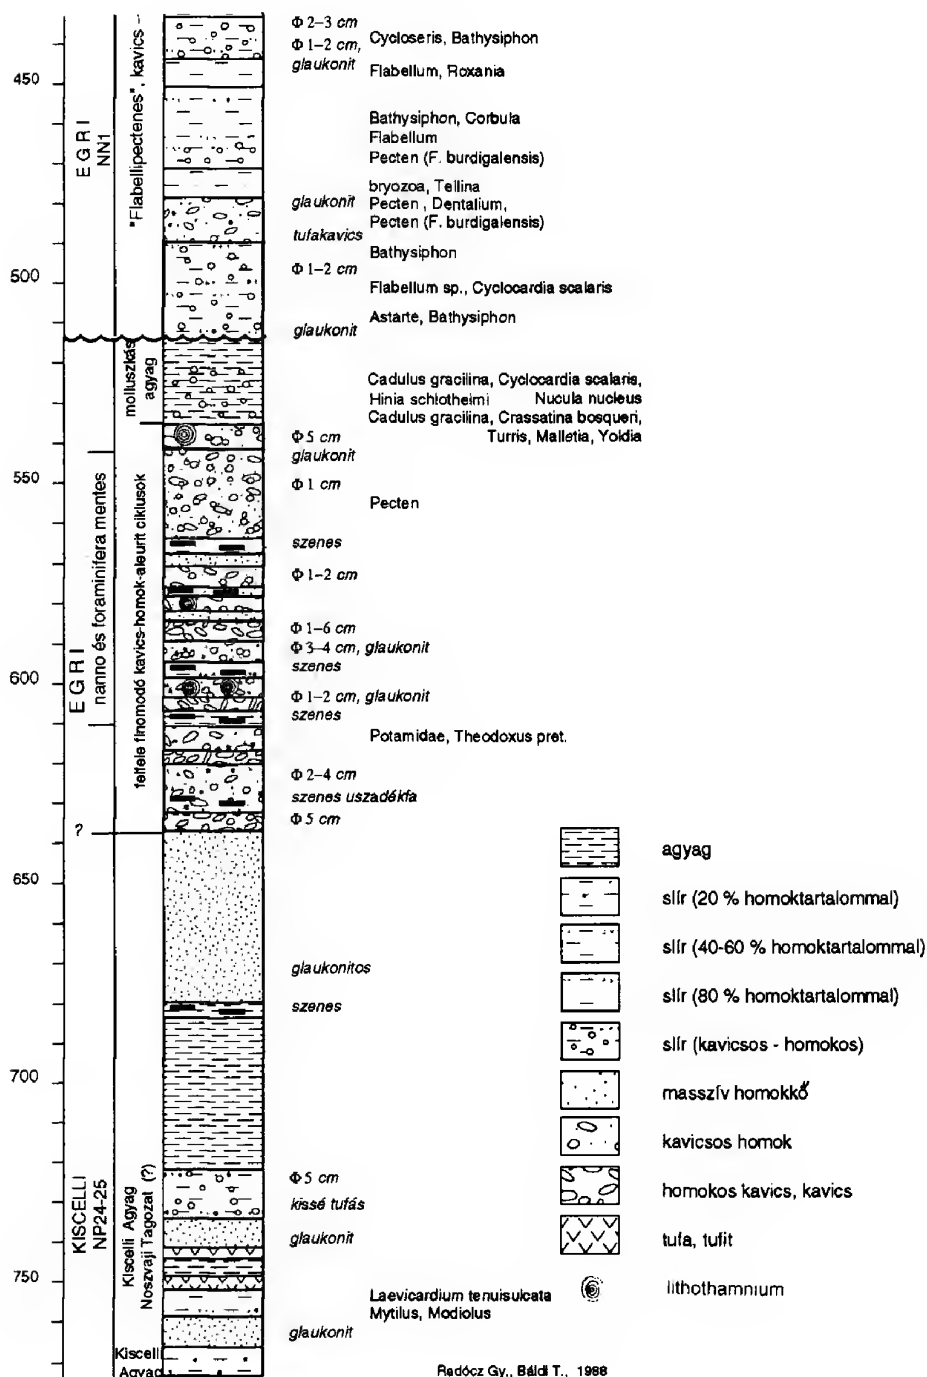 Φ 2–3 cm
Φ 1–2 cm,
Cycloseris, Bathysiphon
glaukonit
Flabellum, Roxania
450
Bathysiphon, Corbula
Flabellum
Pecten (F. burdigalensis)
EGRI
NN1
"Flabellipectenes", kavics –
bryozoa, Tellina
glaukonit
Pecten , Dentalium,
Pecten (F. burdigalensis)
tufakavics
Bathysiphon
Φ 1–2 cm
500
Flabellum sp., Cyclocardia scalaris
Astarte, Bathysiphon
glaukonit
molluszkás
agyag
Cadulus gracilina, Cyclocardia scalaris,
Hinia schlotheimi Nucula nucleus
Cadulus gracilina, Crassatina bosqueri,
Turris, Malletia, Yoldia
Φ 5 cm
glaukonit
550
Φ 1 cm
Pecten
szenes
Φ 1–2 cm
EGRI
nanno és foraminifera mentes
felfele finomodó kavics-homok-aleurit ciklusok
Φ 1–6 cm
Φ 3–4 cm, glaukonit
szenes
600
Φ 1–2 cm, glaukonit
szenes
Potamidae, Theodoxus pret.
Φ 2–4 cm
szenes uszadékfa
Φ 5 cm
?
650
glaukonitos
szenes
700
Φ 5 cm
kissé tufás
glaukonit
KISCELLI
NP24-25
Kiscelli Agyag
Noszvaji Tagozat (?)
750
Laevicardium tenuisulcata
Mytilus, Modiolus
glaukonit
Kiscelli
Agyag
agyag
slír (20 % homoktartalommal)
slír (40-60 % homoktartalommal)
slír (80 % homoktartalommal)
slír (kavicsos - homokos)
masszív homokkő
kavicsos homok
homokos kavics, kavics
tufa, tufit
lithothamnium
Radócz Gy., Báldi T., 1988